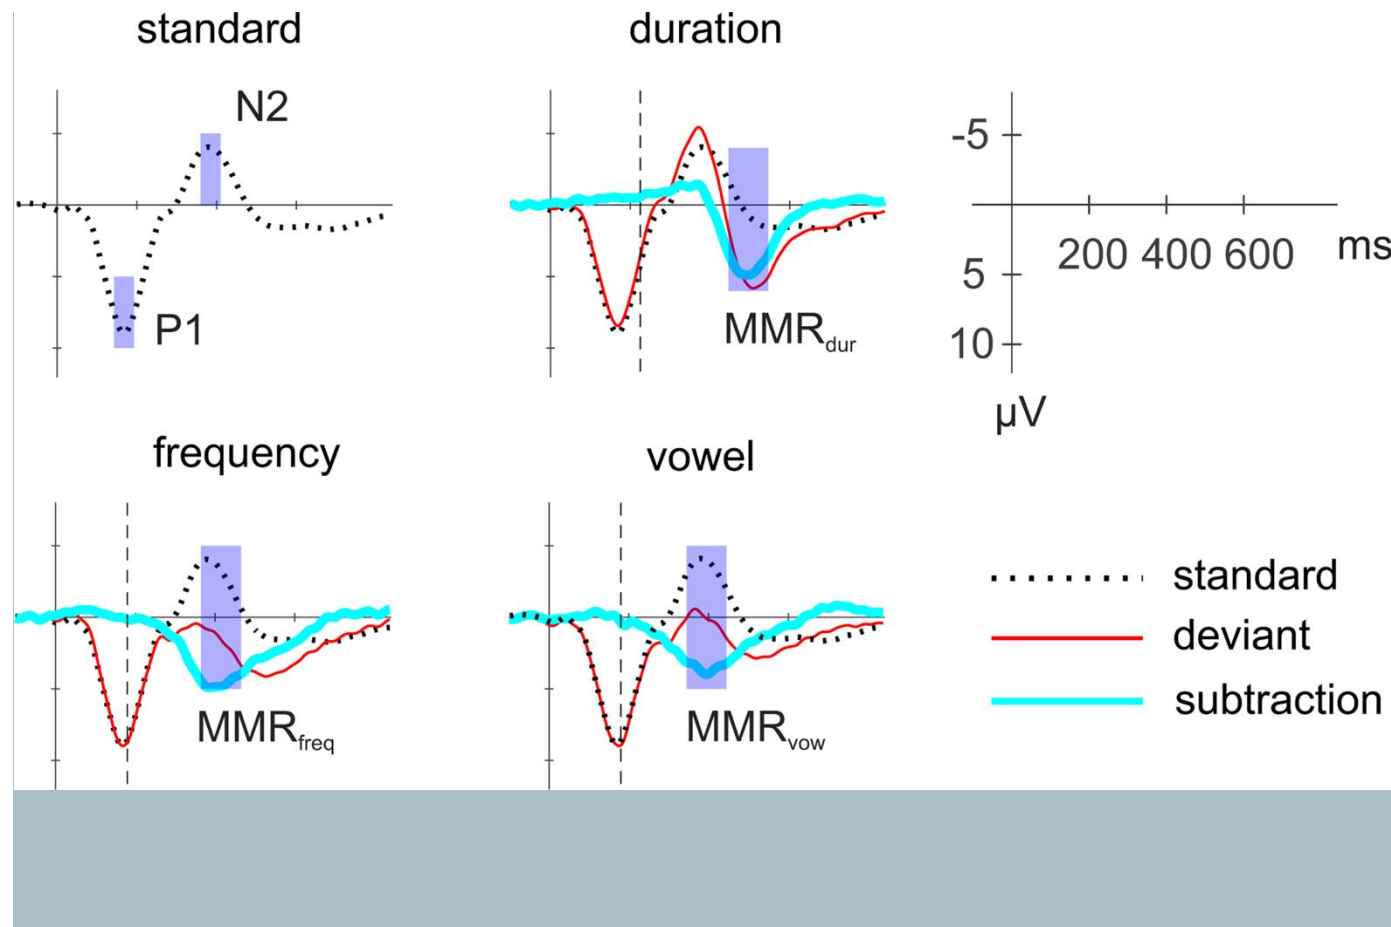 standard
N2
P1
duration
MMRdur
-5
5
10
µV
200 400 600
ms
frequency
MMRfreq
vowel
MMRvow
standard
deviant
subtraction